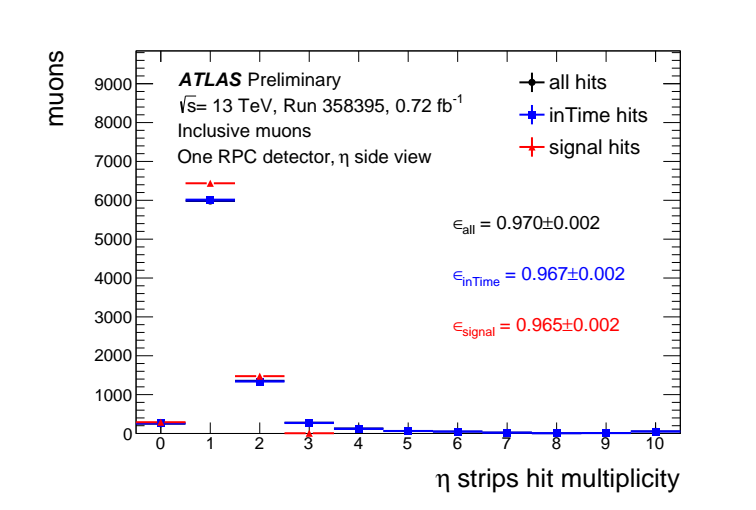 muons
9000
8000
7000
6000
5000
4000
3000
2000
1000
0
ATLAS Preliminary
√s= 13 TeV, Run 358395, 0.72 fb⁻¹
Inclusive muons
One RPC detector, η side view
all hits
inTime hits
signal hits
∈all = 0.970±0.002
∈inTime = 0.967±0.002
∈signal = 0.965±0.002
0 1 2 3 4 5 6 7 8 9 10
η strips hit multiplicity